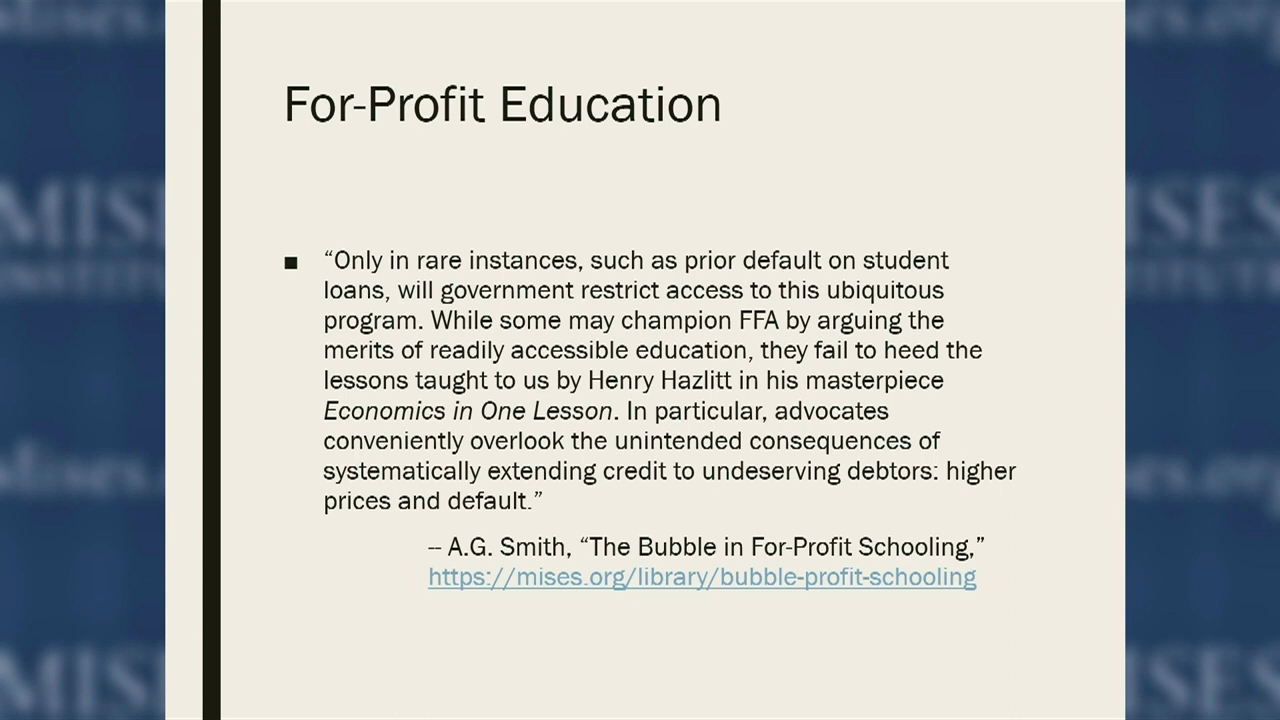 For-Profit Education
■ “Only in rare instances, such as prior default on student
loans, will government restrict access to this ubiquitous
program. While some may champion FFA by arguing the
merits of readily accessible education, they fail to heed the
lessons taught to us by Henry Hazlitt in his masterpiece
Economics in One Lesson. In particular, advocates
conveniently overlook the unintended consequences of
systematically extending credit to undeserving debtors: higher
prices and default.”
-- A.G. Smith, “The Bubble in For-Profit Schooling,”
https://mises.org/library/bubble-profit-schooling